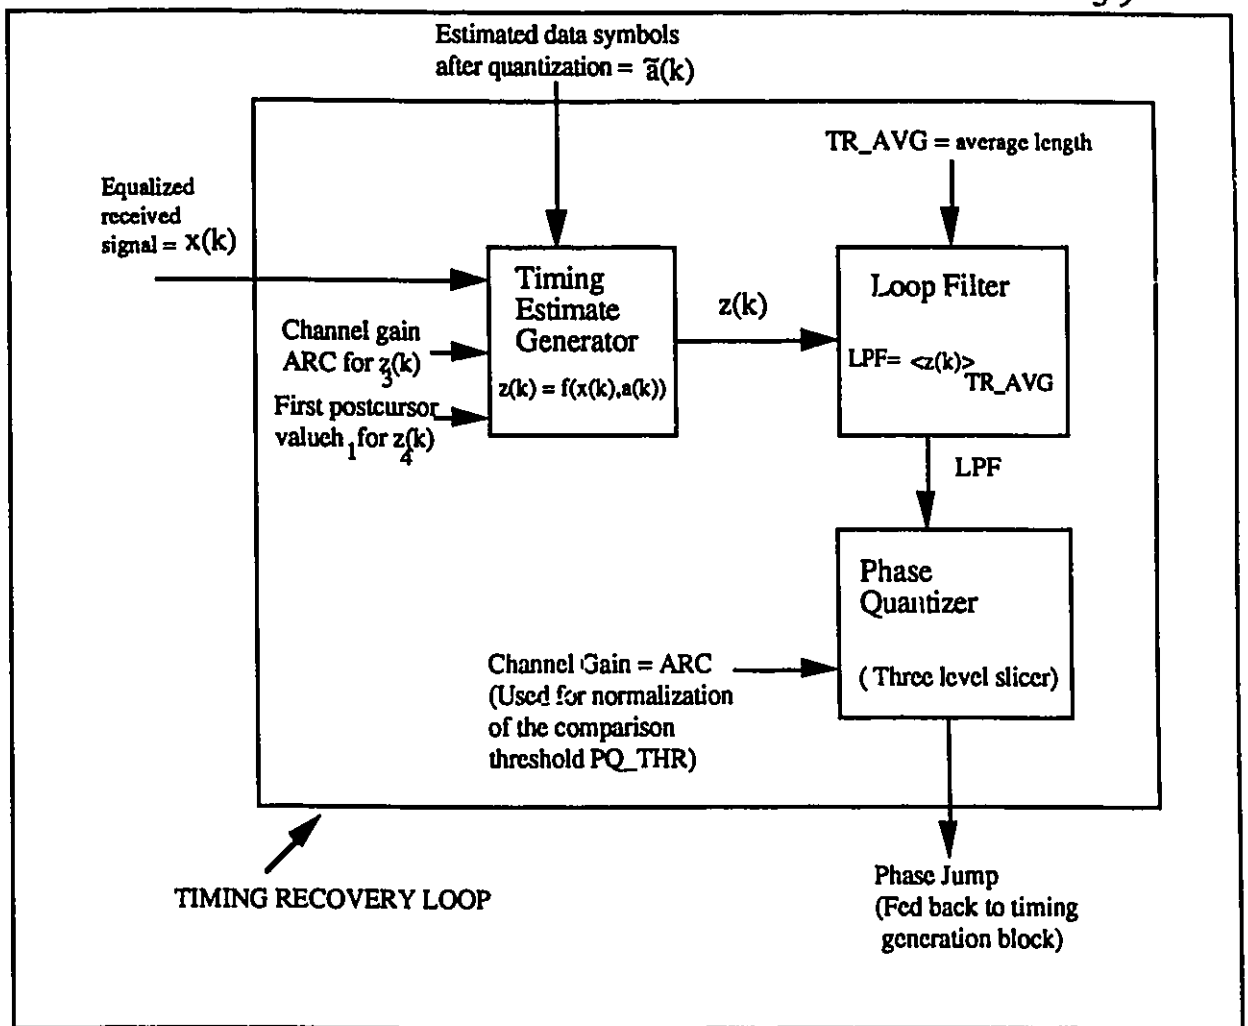 Estimated data symbols
after quantization = ã(k)
TR_AVG = average length
Equalized
received
signal = x(k)
Timing
Estimate
Generator
z(k) = f(x(k),a(k))
z(k)
Loop Filter
LPF= <z(k)>
TR_AVG
Channel gain
ARC for z3(k)
First postcursor
valueh1 for z4(k)
LPF
Phase
Quantizer
( Three level slicer)
Channel Gain = ARC
(Used for normalization
of the comparison
threshold PQ_THR)
TIMING RECOVERY LOOP
Phase Jump
(Fed back to timing
generation block)